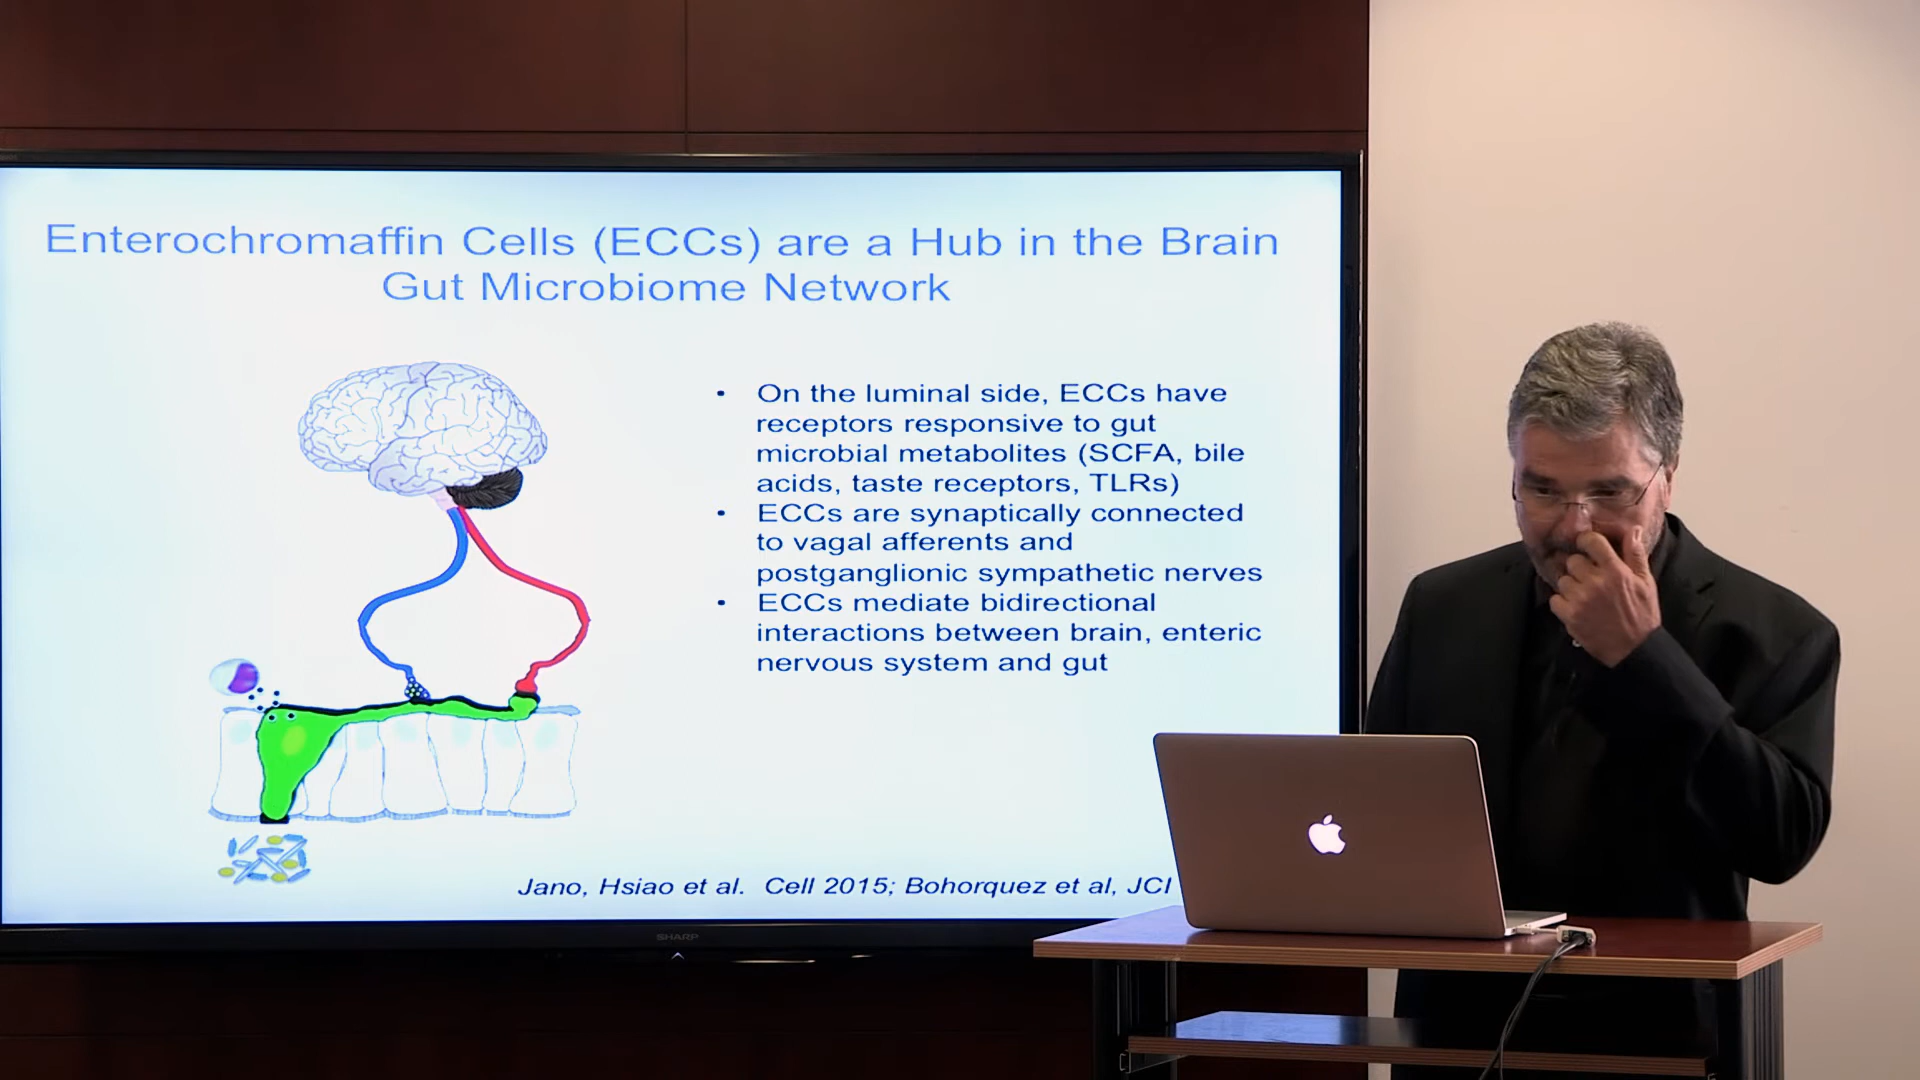 Enterochromaffin Cells (ECCs) are a Hub in the Brain
Gut Microbiome Network
• On the luminal side, ECCs have
receptors responsive to gut
microbial metabolites (SCFA, bile
acids, taste receptors, TLRs)
• ECCs are synaptically connected
to vagal afferents and
postganglionic sympathetic nerves
• ECCs mediate bidirectional
interactions between brain, enteric
nervous system and gut
Jano, Hsiao et al. Cell 2015; Bohorquez et al, JCI
SHARP